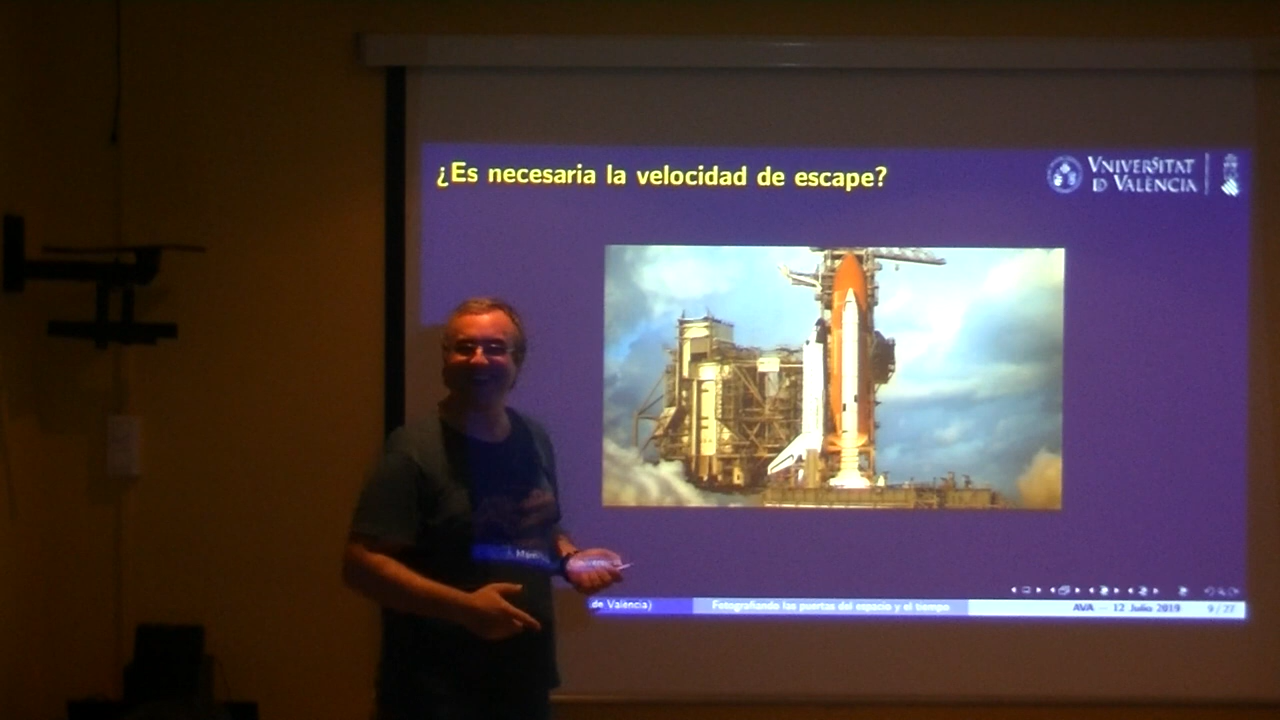 ¿Es necesaria la velocidad de escape?
VNIVERSITAT
ID VALÈNCIA
de València)
Fotografiando las puertas del espacio y el tiempo
AVA — 12 Julio 2019
9 / 27